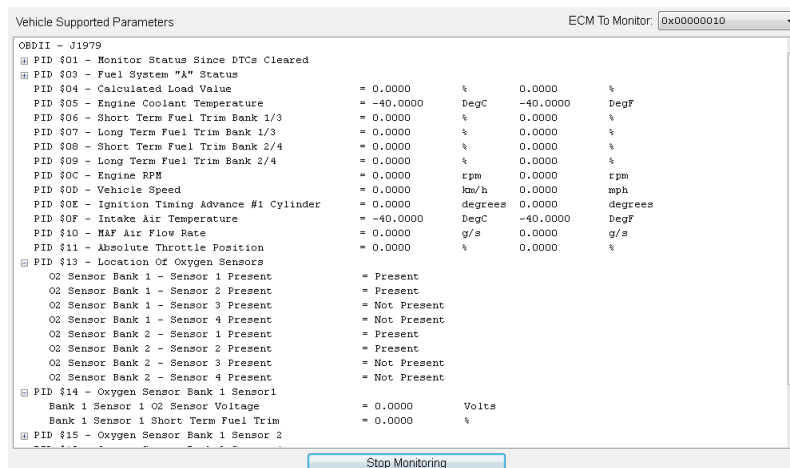 Vehicle Supported Parameters ECM To Monitor: 0x00000010
OBDII - J1979
PID $01 - Monitor Status Since DTCs Cleared
PID $03 - Fuel System "A" Status
PID $04 - Calculated Load Value = 0.0000 % 0.0000 %
PID $05 - Engine Coolant Temperature = -40.0000 DegC -40.0000 DegF
PID $06 - Short Term Fuel Trim Bank 1/3 = 0.0000 % 0.0000 %
PID $07 - Long Term Fuel Trim Bank 1/3 = 0.0000 % 0.0000 %
PID $08 - Short Term Fuel Trim Bank 2/4 = 0.0000 % 0.0000 %
PID $09 - Long Term Fuel Trim Bank 2/4 = 0.0000 % 0.0000 %
PID $0C - Engine RPM = 0.0000 rpm 0.0000 rpm
PID $0D - Vehicle Speed = 0.0000 km/h 0.0000 mph
PID $0E - Ignition Timing Advance #1 Cylinder = 0.0000 degrees 0.0000 degrees
PID $0F - Intake Air Temperature = -40.0000 DegC -40.0000 DegF
PID $10 - MAF Air Flow Rate = 0.0000 g/s 0.0000 g/s
PID $11 - Absolute Throttle Position = 0.0000 % 0.0000 %
PID $13 - Location Of Oxygen Sensors
O2 Sensor Bank 1 - Sensor 1 Present = Present
O2 Sensor Bank 1 - Sensor 2 Present = Present
O2 Sensor Bank 1 - Sensor 3 Present = Not Present
O2 Sensor Bank 1 - Sensor 4 Present = Not Present
O2 Sensor Bank 2 - Sensor 1 Present = Present
O2 Sensor Bank 2 - Sensor 2 Present = Present
O2 Sensor Bank 2 - Sensor 3 Present = Not Present
O2 Sensor Bank 2 - Sensor 4 Present = Not Present
PID $14 - Oxygen Sensor Bank 1 Sensor1
Bank 1 Sensor 1 O2 Sensor Voltage = 0.0000 Volts
Bank 1 Sensor 1 Short Term Fuel Trim = 0.0000 %
PID $15 - Oxygen Sensor Bank 1 Sensor 2
Stop Monitoring